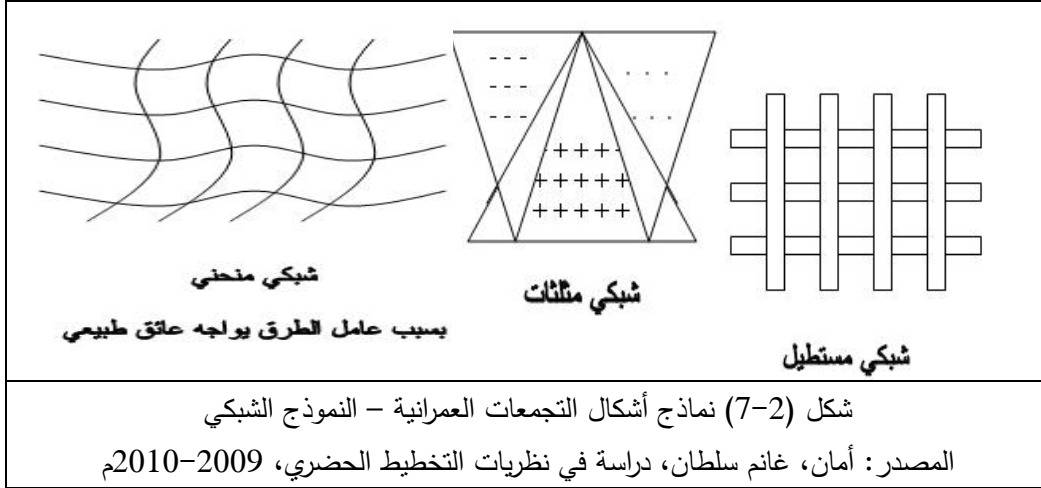 شبكي منحني
بسبب عامل الطرق يواجه عائق طبيعي
شبكي مثلثات
شبكي مستطيل
شكل (2-7) نماذج أشكال التجمعات العمرانية – النموذج الشبكي
المصدر: أمان، غانم سلطان، دراسة في نظريات التخطيط الحضري، 2009-2010م